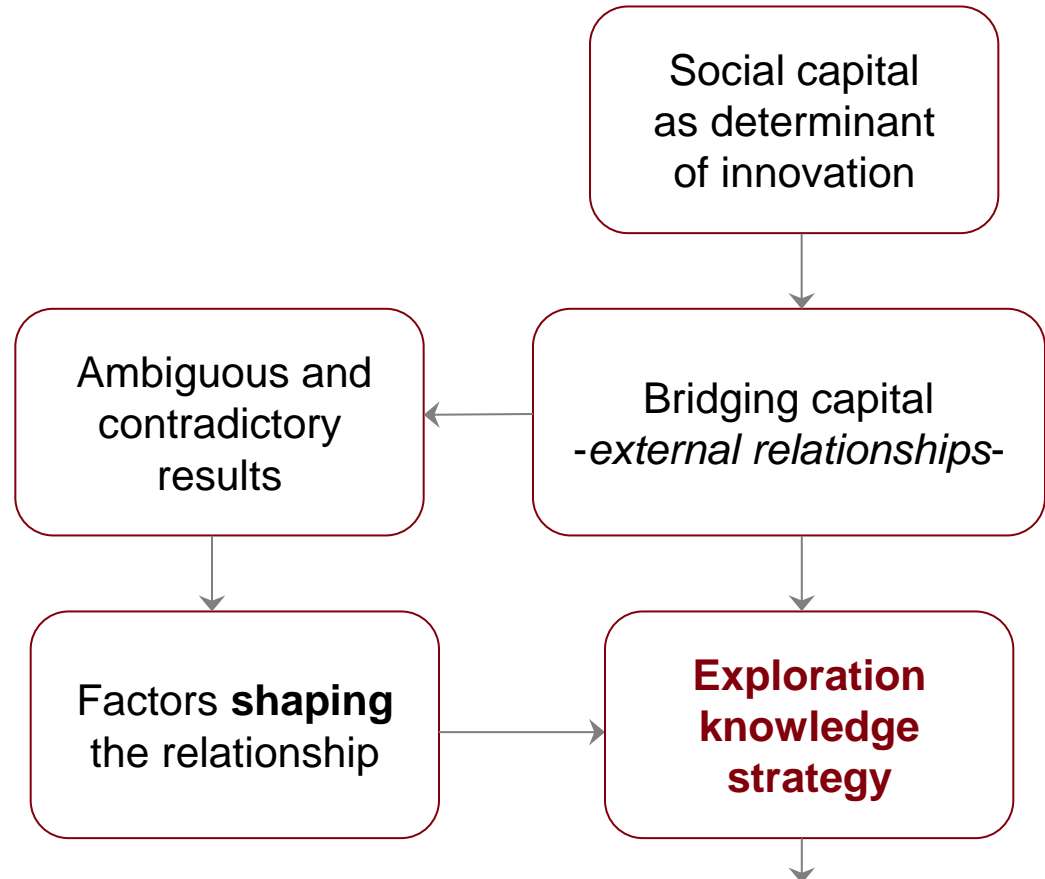 Social capital
as determinant
of innovation
Ambiguous and
contradictory
results
Bridging capital
-external relationships-
Factors shaping
the relationship
Exploration
knowledge
strategy